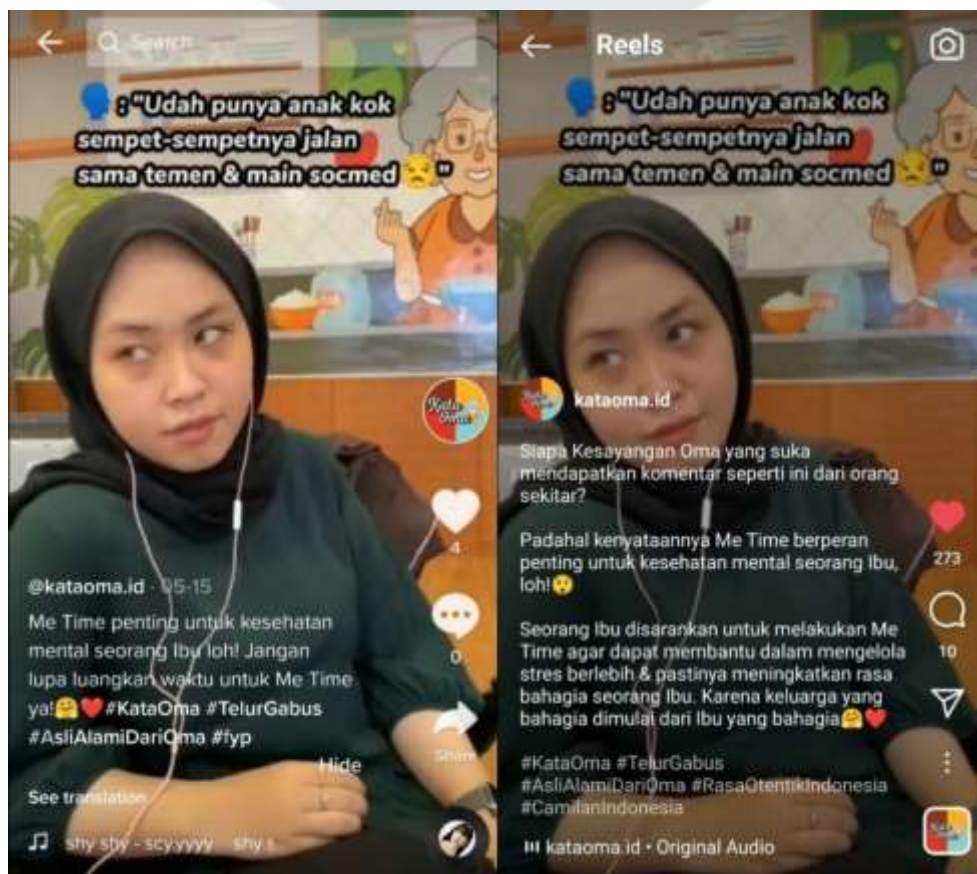 Search
🗣️ : "Udah punya anak kok
sempet-sempetnya jalan
sama temen & main socmed 😒"
Kata
Oma
4
@kataoma.id · 05-15
0
Me Time penting untuk kesehatan
mental seorang Ibu loh! Jangan
lupa luangkan waktu untuk Me Time
ya!🤗❤️#KataOma #TelurGabus
#AsliAlamiDariOma #fyp
Share
Hide
See translation
shy shy - scyyyyy shy s
Reels
🗣️ : "Udah punya anak kok
sempet-sempetnya jalan
sama temen & main socmed 😒"
kataoma.id
Siapa Kesayangan Oma yang suka
mendapatkan komentar seperti ini dari orang
sekitar?
Padahal kenyataannya Me Time berperan
penting untuk kesehatan mental seorang Ibu,
loh!😲
273
Seorang Ibu disarankan untuk melakukan Me
Time agar dapat membantu dalam mengelola
stres berlebih & pastinya meningkatkan rasa
bahagia seorang Ibu. Karena keluarga yang
bahagia dimulai dari Ibu yang bahagia🤗❤️
10
#KataOma #TelurGabus
#AsliAlamiDariOma #RasaOtentikIndonesia
#CamilanIndonesia
kataoma.id • Original Audio